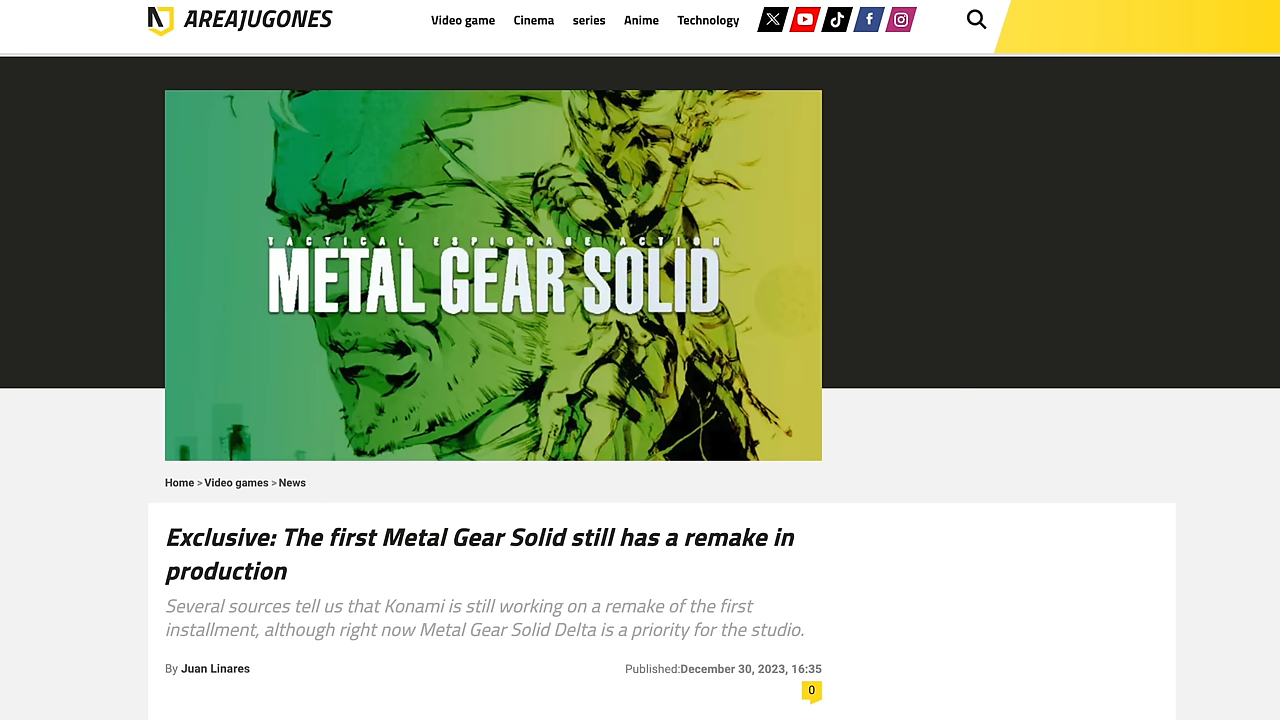 AREAJUGONES
Video game Cinema series Anime Technology
TACTICAL ESPIONAGE ACTION
METAL GEAR SOLID
Home > Video games > News
Exclusive: The first Metal Gear Solid still has a remake in
production
Several sources tell us that Konami is still working on a remake of the first
installment, although right now Metal Gear Solid Delta is a priority for the studio.
By Juan Linares Published:December 30, 2023, 16:35
0